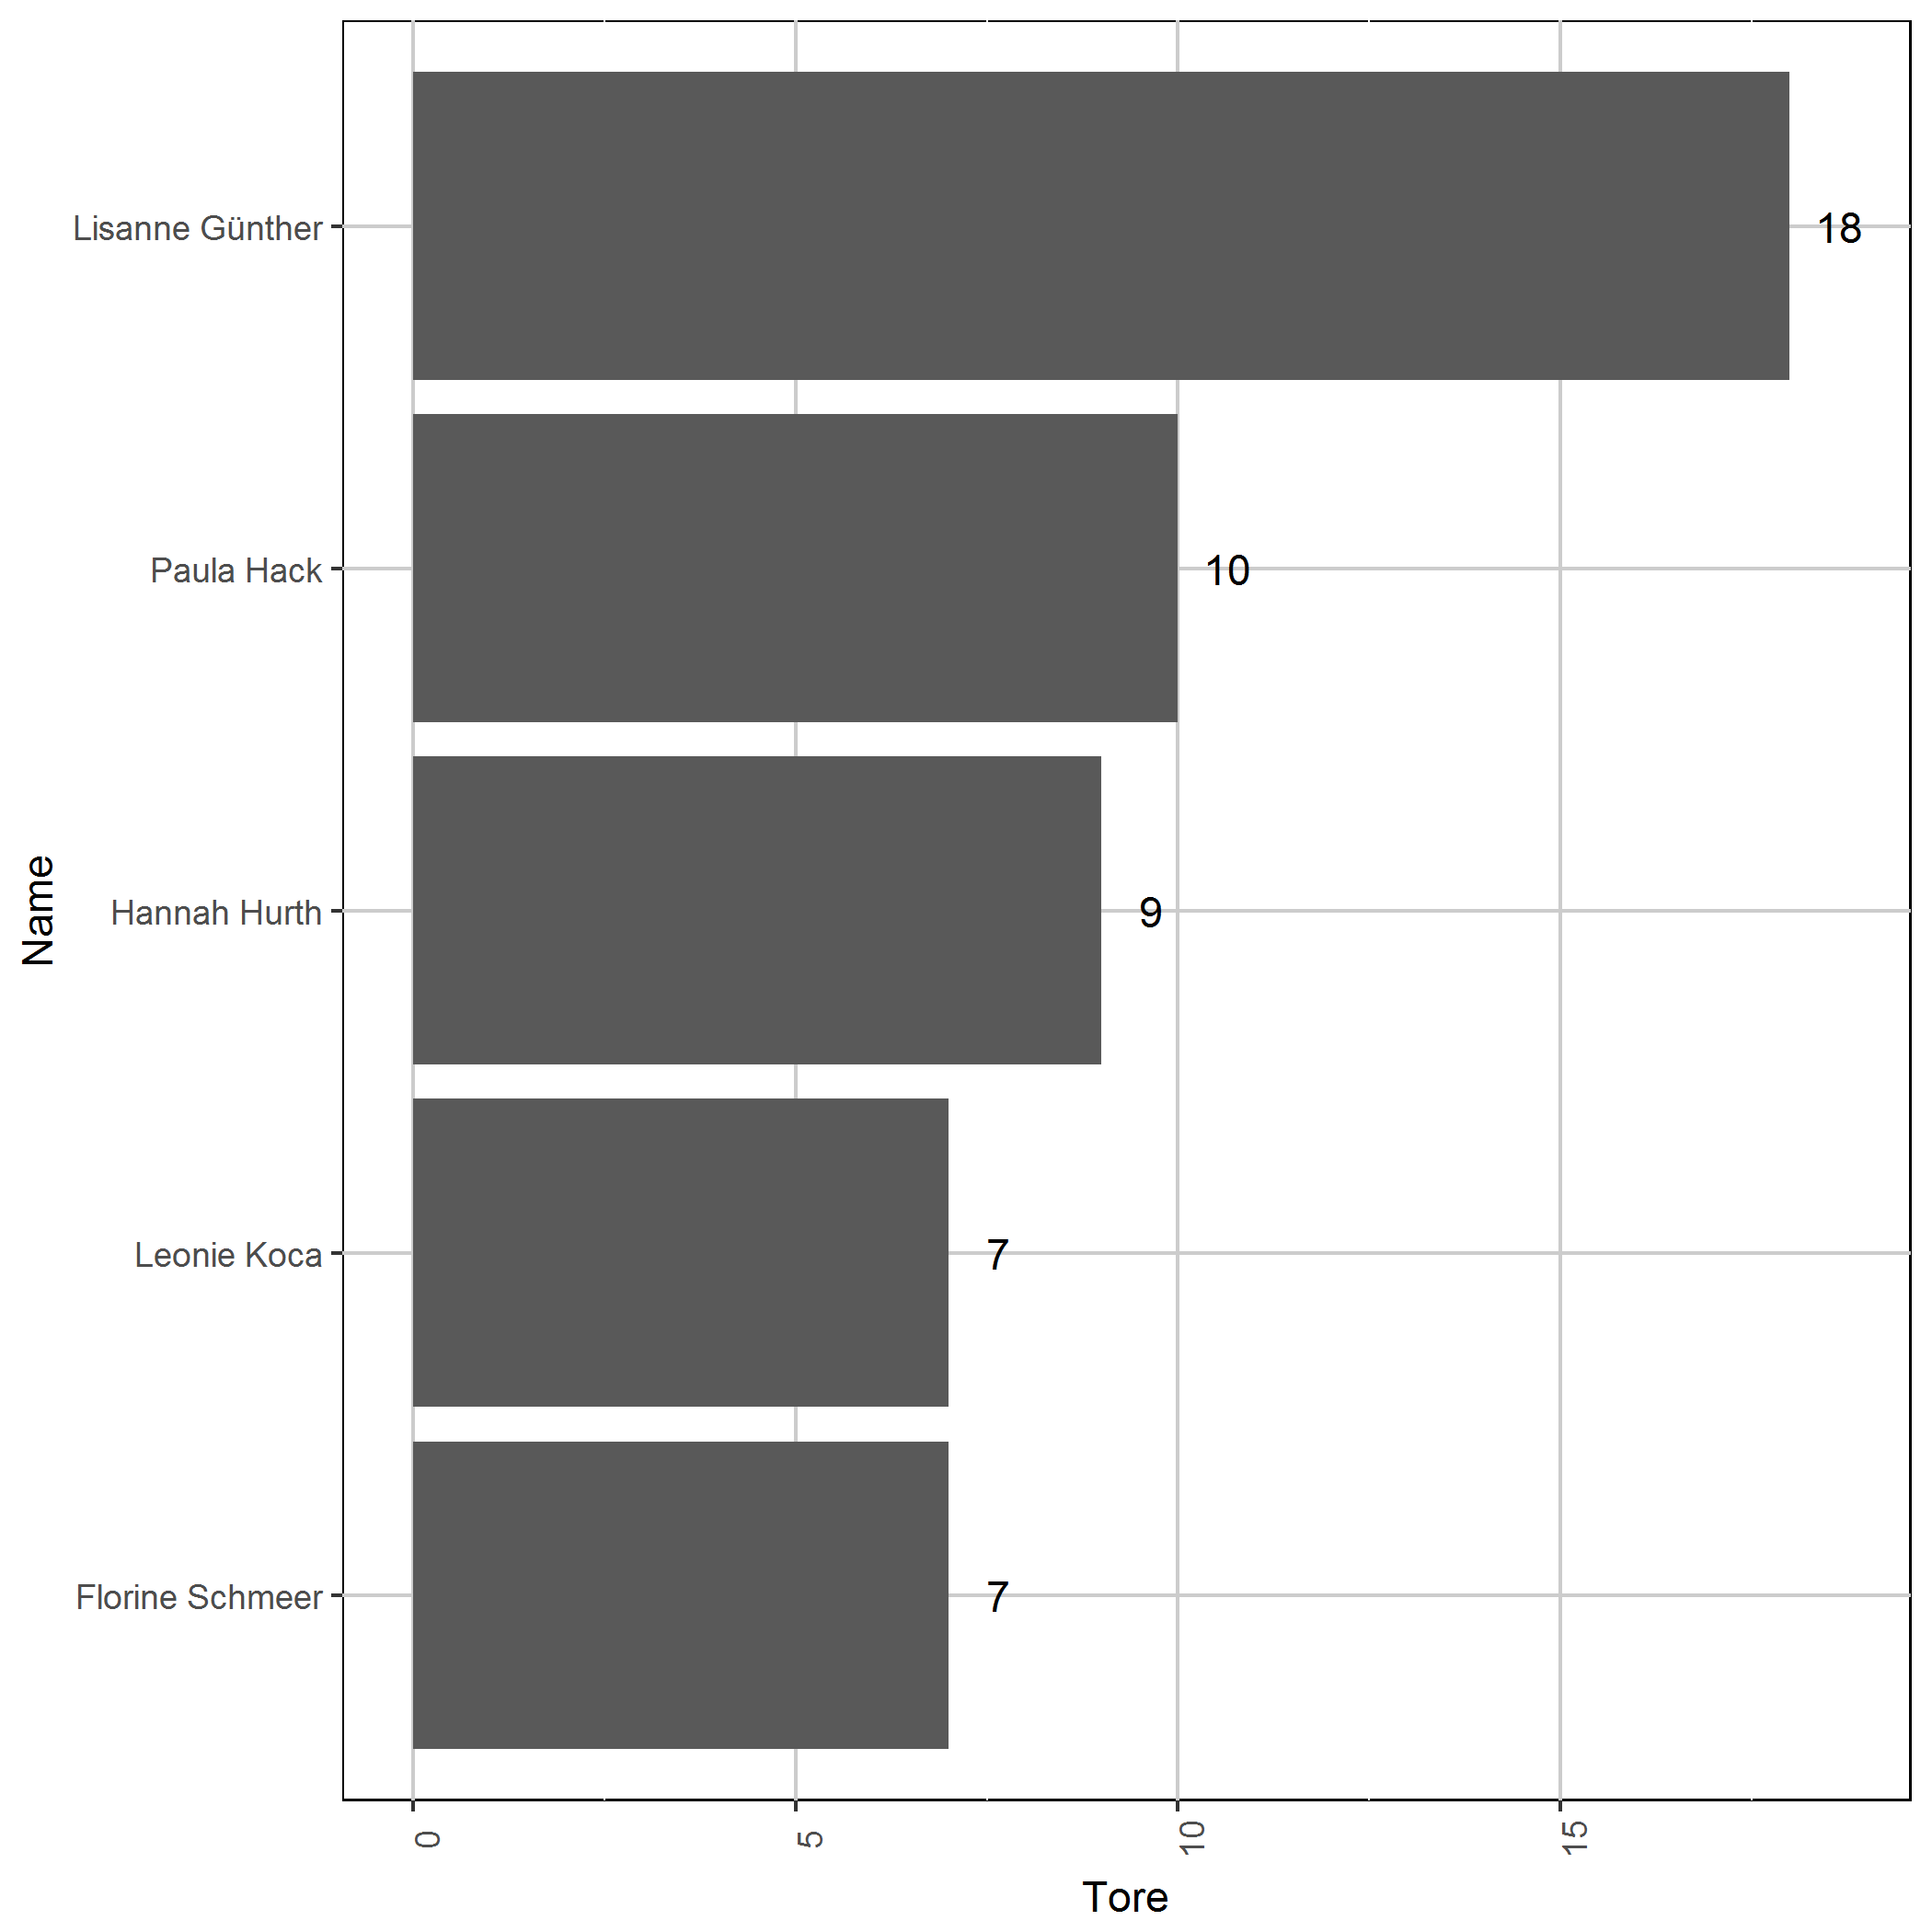 Name
Lisanne Günther
18
Paula Hack
10
Hannah Hurth
9
Leonie Koca
7
Florine Schmeer
7
0
5
10
15
Tore